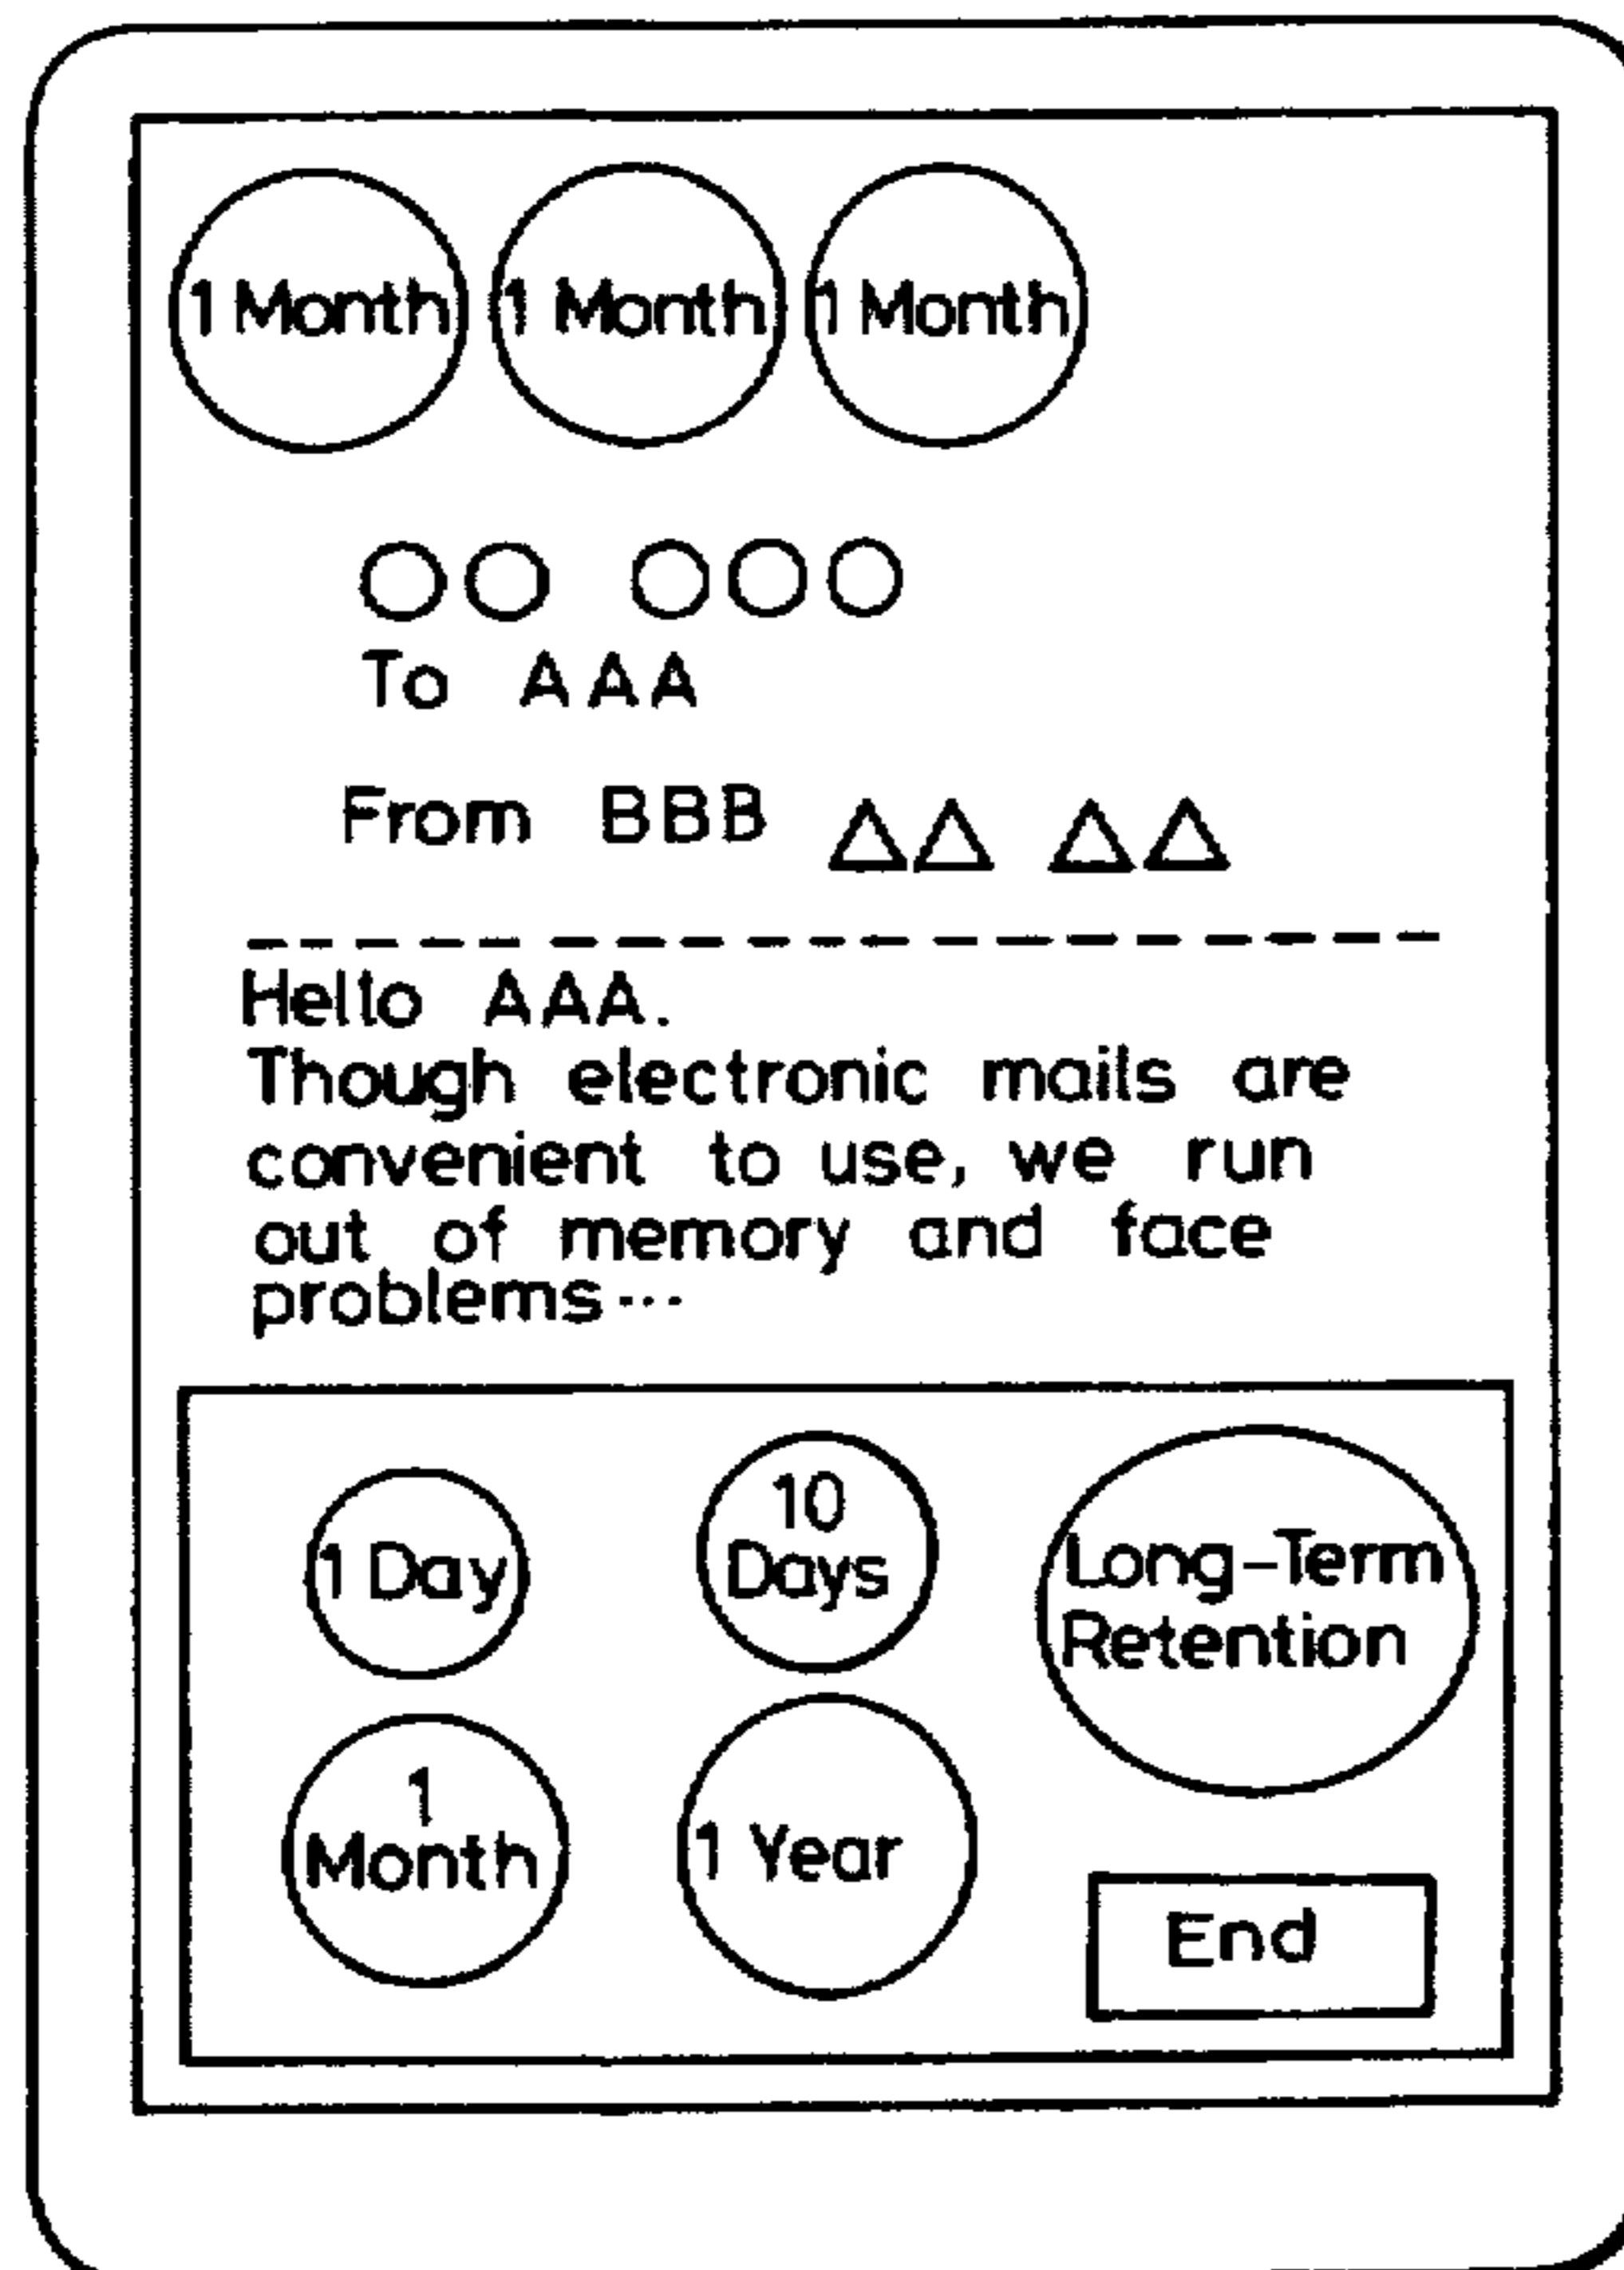 1 Month 1 Month 1 Month
○○ ○○○
To AAA
From BBB △△ △△
Hello AAA.
Though electronic mails are
convenient to use, we run
out of memory and face
problems...
1 Day
10
Days
Long-Term
Retention
1
Month
1 Year
End